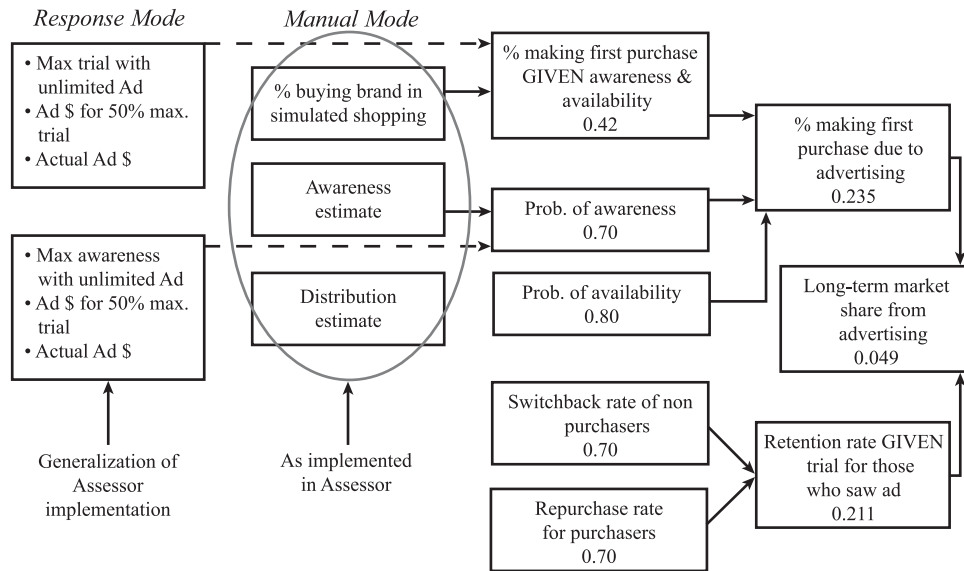 Response Mode
• Max trial with
unlimited Ad
• Ad $ for 50% max.
trial
• Actual Ad $
• Max awareness
with unlimited Ad
• Ad $ for 50% max.
trial
• Actual Ad $
Generalization of
Assessor
implementation
Manual Mode
% buying brand in
simulated shopping
Awareness
estimate
Distribution
estimate
As implemented
in Assessor
% making first purchase
GIVEN awareness &
availability
0.42
Prob. of awareness
0.70
Prob. of availability
0.80
Switchback rate of non
purchasers
0.70
Repurchase rate
for purchasers
0.70
% making first
purchase due to
advertising
0.235
Long-term market
share from
advertising
0.049
Retention rate GIVEN
trial for those
who saw ad
0.211